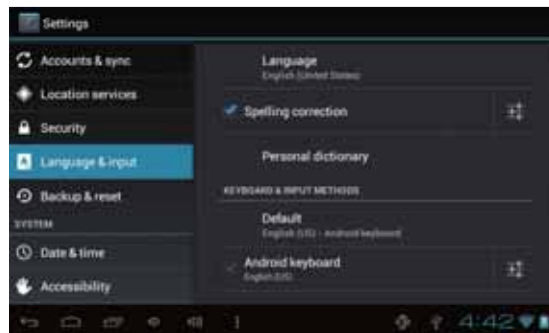 Settings
Accounts & sync
Location services
Security
Language & input
Backup & reset
SYSTEM
Date & time
Accessibility
Language
English (United States)
Spelling correction
Personal dictionary
KEYBOARD & INPUT METHODS
Default
English (US) - Android keyboard
Android keyboard
English (US)
4:42